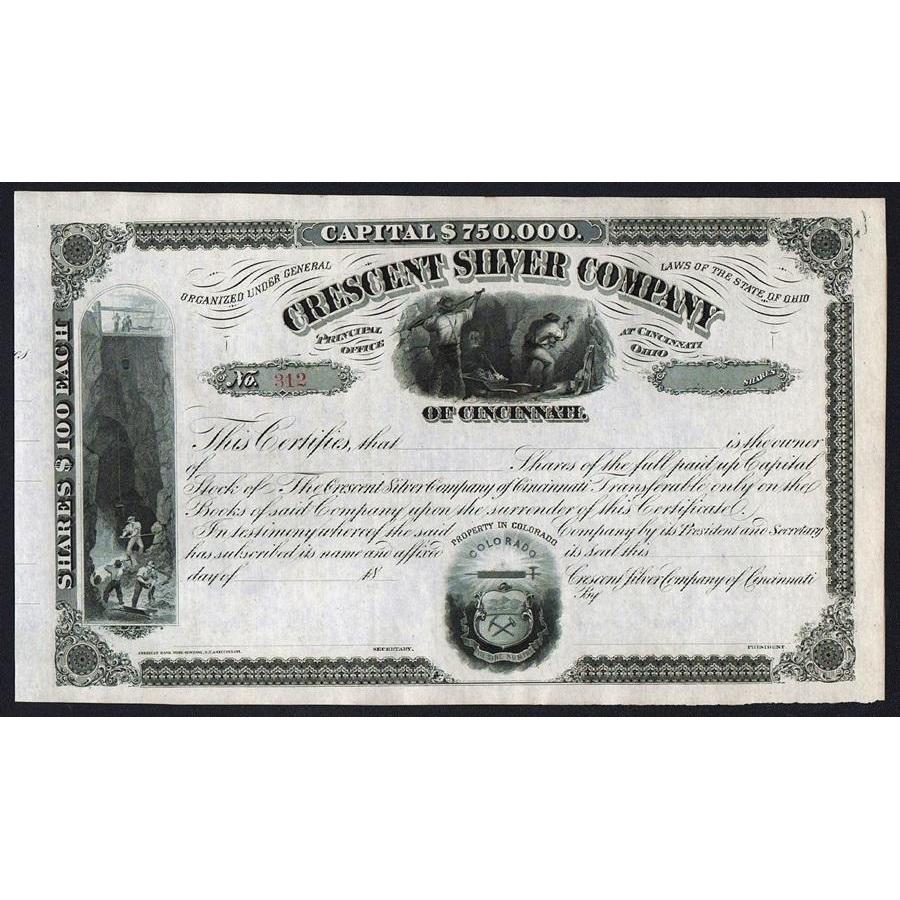 CAPITAL $750.000.
ORGANIZED UNDER GENERAL
LAWS OF THE STATE OF OHIO
CRESCENT SILVER COMPANY
PRINCIPAL
OFFICE
AT CINCINNATI
OHIO
No. 312
SHARES
OF CINCINNATI.
SHARES $100 EACH
This Certifies, that is the owner
of Shares of the full paid up Capital
Stock of The Crescent Silver Company of Cincinnati Transferable only on the
Books of said Company upon the surrender of this Certificate.
In testimony whereof the said Company by its President and Secretary
has subscribed its name and affixed its seal this
day of 18
PROPERTY IN COLORADO
COLORADO
Crescent Silver Company of Cincinnati
By
AMERICAN BANK NOTE COMPANY, N.Y. & CINCINNATI.
SECRETARY.
PRESIDENT.